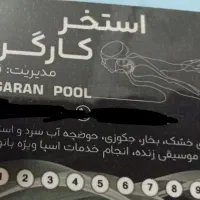 استخر
کارگر
مدیریت:
GARAN POOL
خشک، بخار، جکوزی، حوضچه آب سرد و
موسیقی زنده، انجام خدمات اسپا ویژه
1 2 3 4 5 6 7 8 9